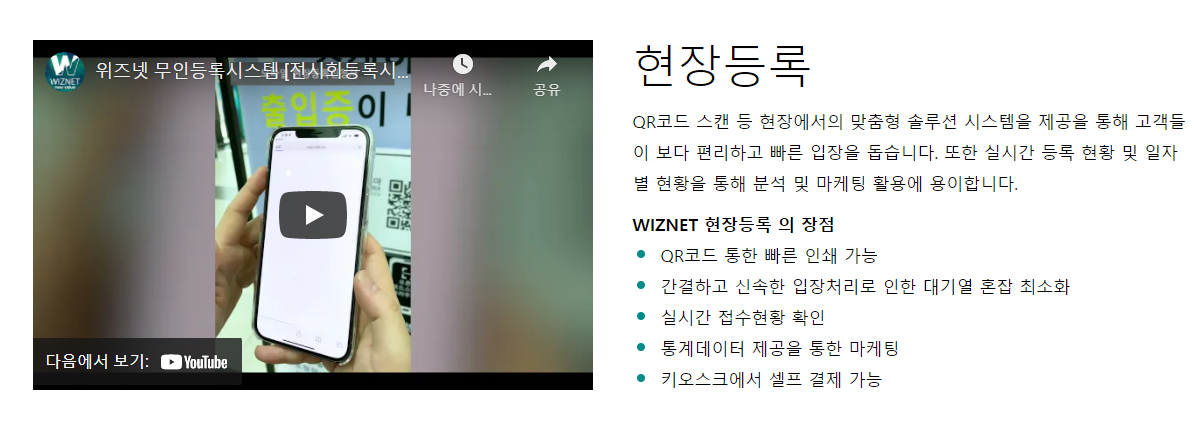 WIZNET
위즈넷 무인등록시스템 [전시회등록시...
나중에 시...
공유
출입증이
다음에서 보기: YouTube
현장등록
QR코드 스캔 등 현장에서의 맞춤형 솔루션 시스템을 제공을 통해 고객들
이 보다 편리하고 빠른 입장을 돕습니다. 또한 실시간 등록 현황 및 일자
별 현황을 통해 분석 및 마케팅 활용에 용이합니다.
WIZNET 현장등록 의 장점
QR코드 통한 빠른 인쇄 가능
간결하고 신속한 입장처리로 인한 대기열 혼잡 최소화
실시간 접수현황 확인
통계데이터 제공을 통한 마케팅
키오스크에서 셀프 결제 가능